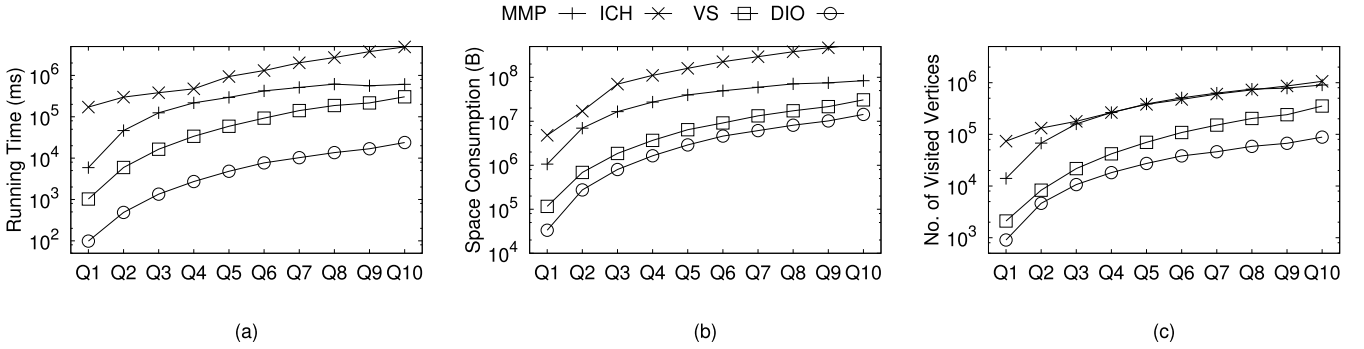 MMP ICH VS DIO
Running Time (ms)
10^6
10^5
10^4
10^3
10^2
Q1 Q2 Q3 Q4 Q5 Q6 Q7 Q8 Q9 Q10
(a)
Space Consumption (B)
10^8
10^7
10^6
10^5
10^4
Q1 Q2 Q3 Q4 Q5 Q6 Q7 Q8 Q9 Q10
(b)
No. of Visited Vertices
10^6
10^5
10^4
10^3
Q1 Q2 Q3 Q4 Q5 Q6 Q7 Q8 Q9 Q10
(c)